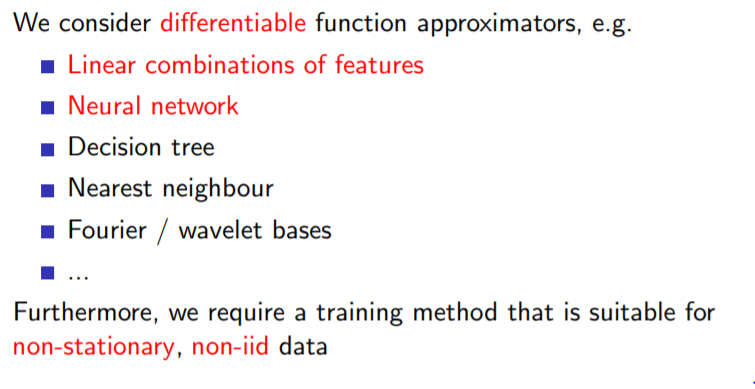 We consider differentiable function approximators, e.g.
Linear combinations of features
Neural network
Decision tree
Nearest neighbour
Fourier / wavelet bases
...
Furthermore, we require a training method that is suitable for
non-stationary, non-iid data